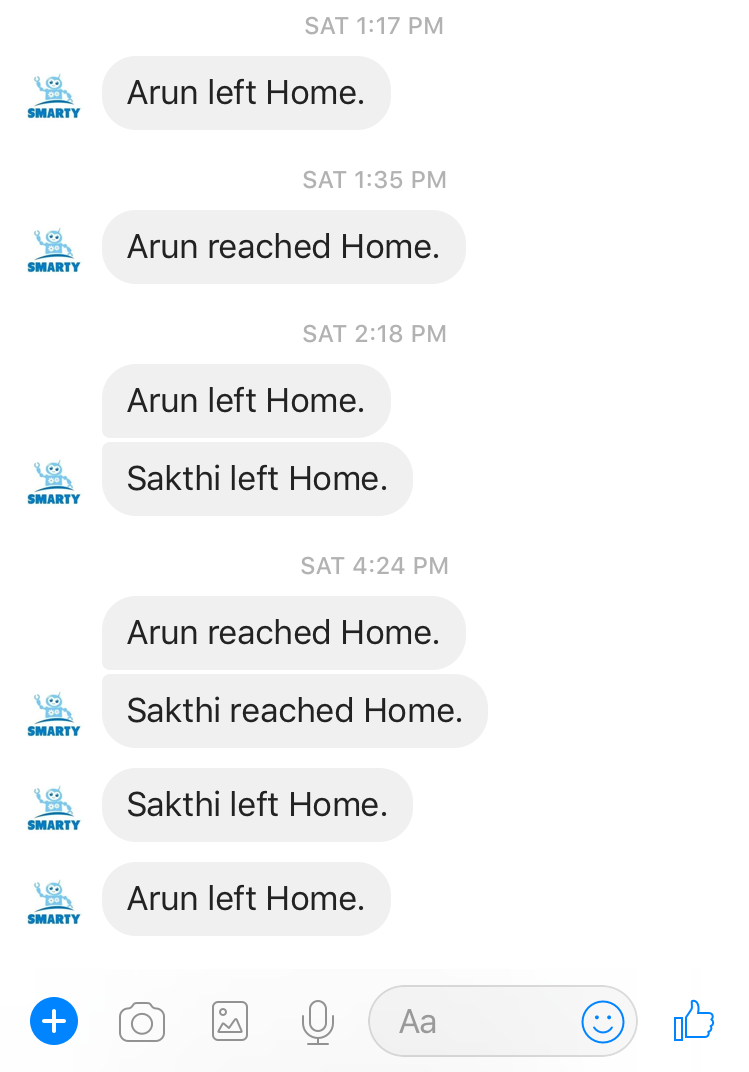 SAT 1:17 PM
Arun left Home.
SMARTY
SAT 1:35 PM
Arun reached Home.
SMARTY
SAT 2:18 PM
Arun left Home.
Sakthi left Home.
SMARTY
SAT 4:24 PM
Arun reached Home.
Sakthi reached Home.
SMARTY
Sakthi left Home.
SMARTY
Arun left Home.
SMARTY
Aa